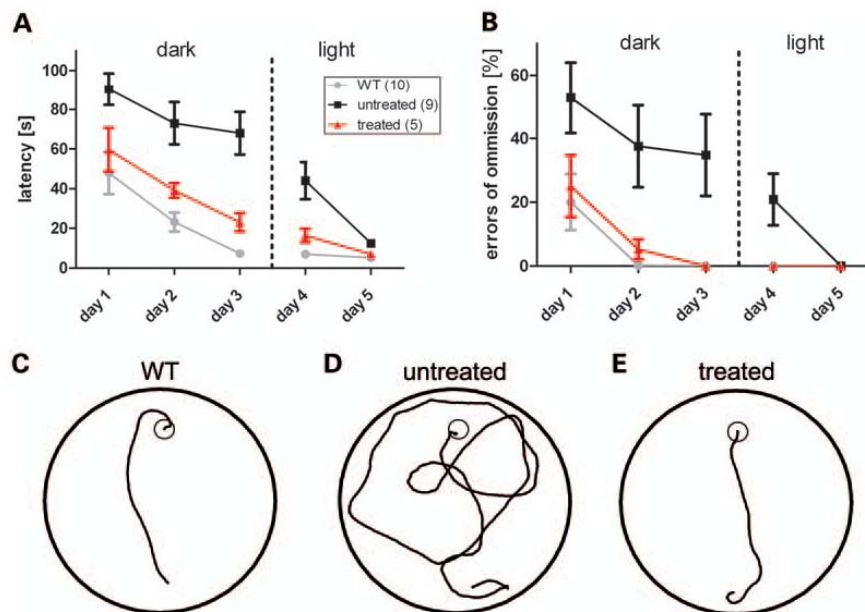 A
dark
light
latency [s]
100
80
60
40
20
0
WT (10)
untreated (9)
treated (5)
day 1
day 2
day 3
day 4
day 5
B
dark
light
errors of ommission [%]
60
40
20
0
day 1
day 2
day 3
day 4
day 5
C
WT
D
untreated
E
treated